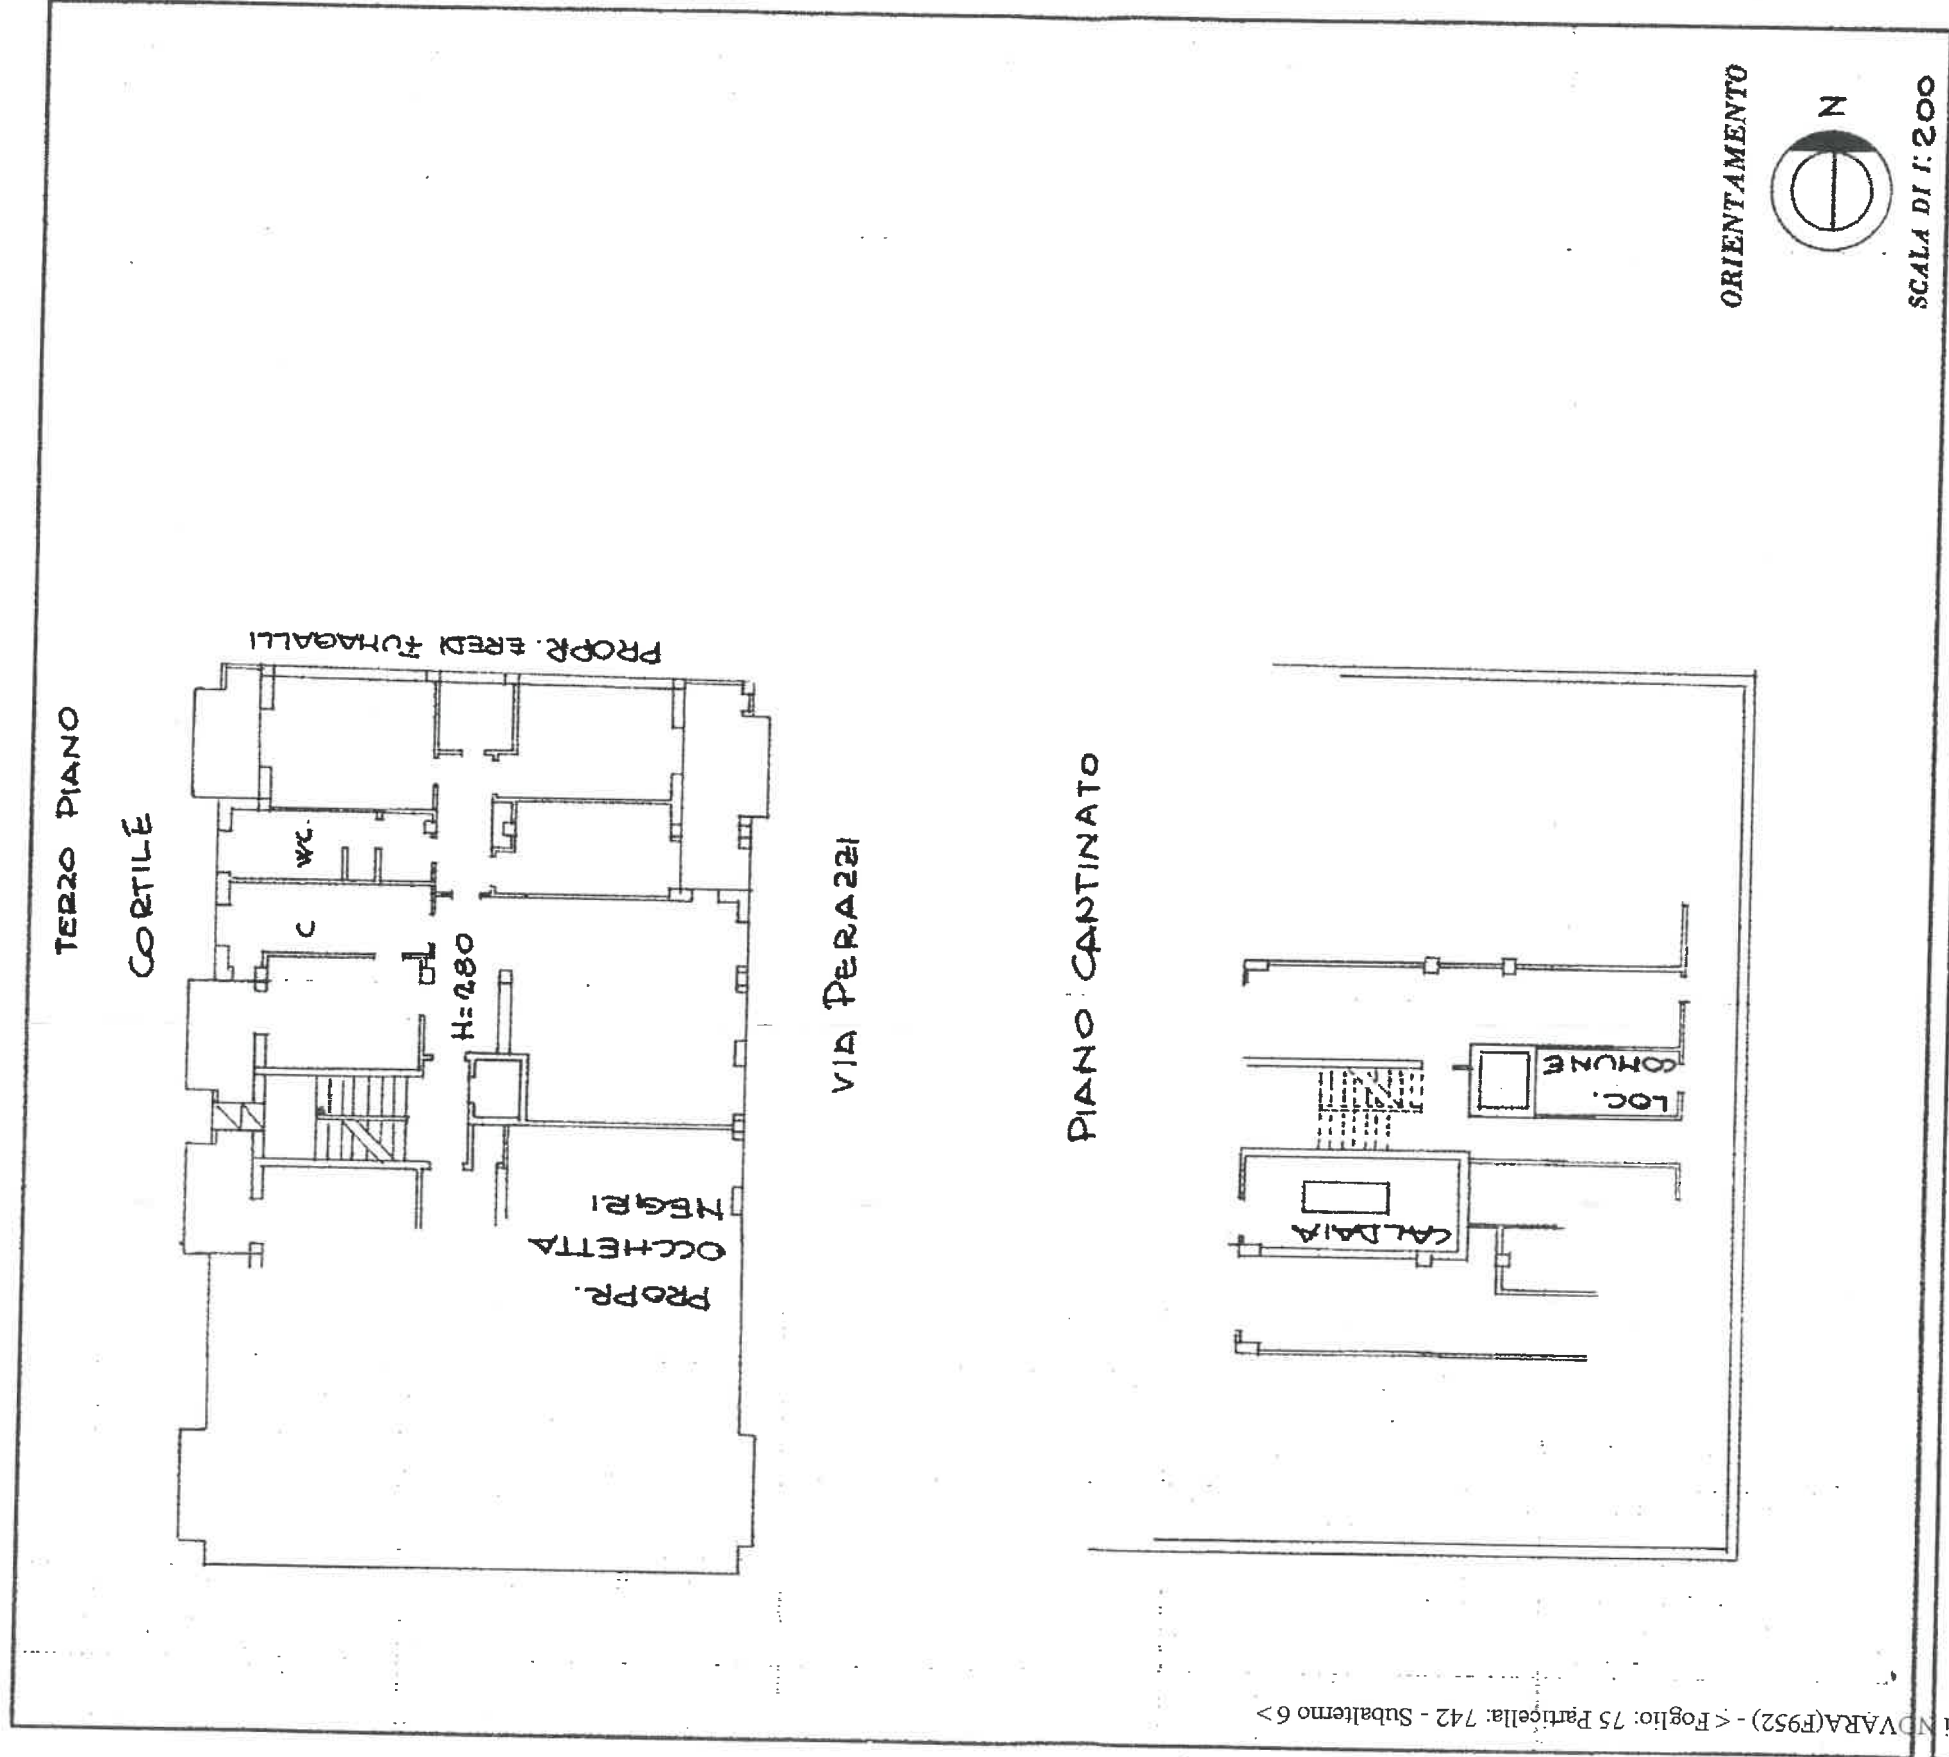 TERZO PIANO
CORTILE
PROPR. EREDI FUMAGALLI
W.C.
C
H=280
PROPR.
OCCHETTA
NEGRI
VIA PERAZZI
PIANO CANTINATO
LOC.
COMUNE
CALDAIA
ORIENTAMENTO
N
SCALA DI 1:200
i NOVARA(F952) - < Foglio: 75 Particella: 742 - Subalterno 6 >